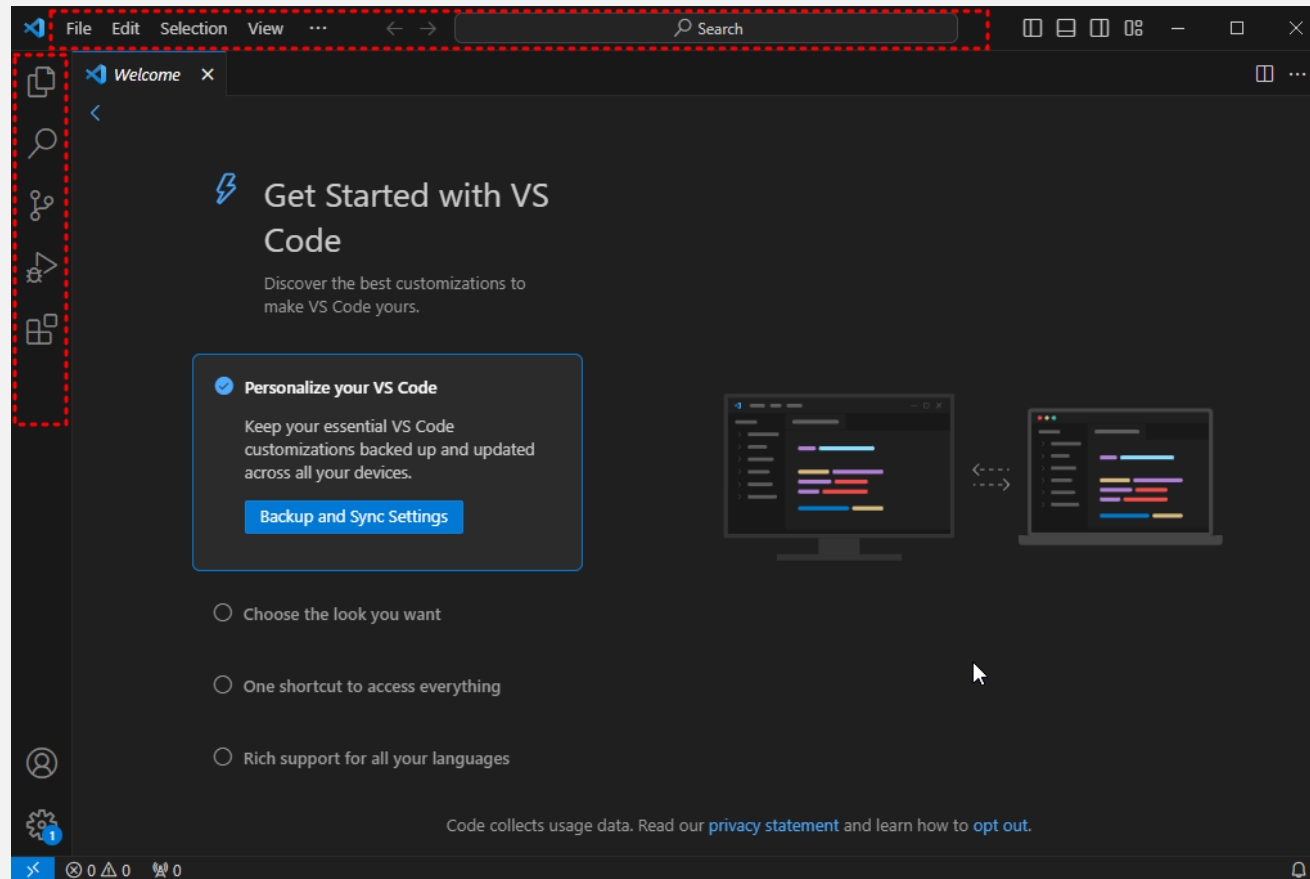 File Edit Selection View ··· Search
Welcome
Get Started with VS
Code
Discover the best customizations to
make VS Code yours.
Personalize your VS Code
Keep your essential VS Code
customizations backed up and updated
across all your devices.
Backup and Sync Settings
Choose the look you want
One shortcut to access everything
Rich support for all your languages
1
Code collects usage data. Read our privacy statement and learn how to opt out.
0 0 0